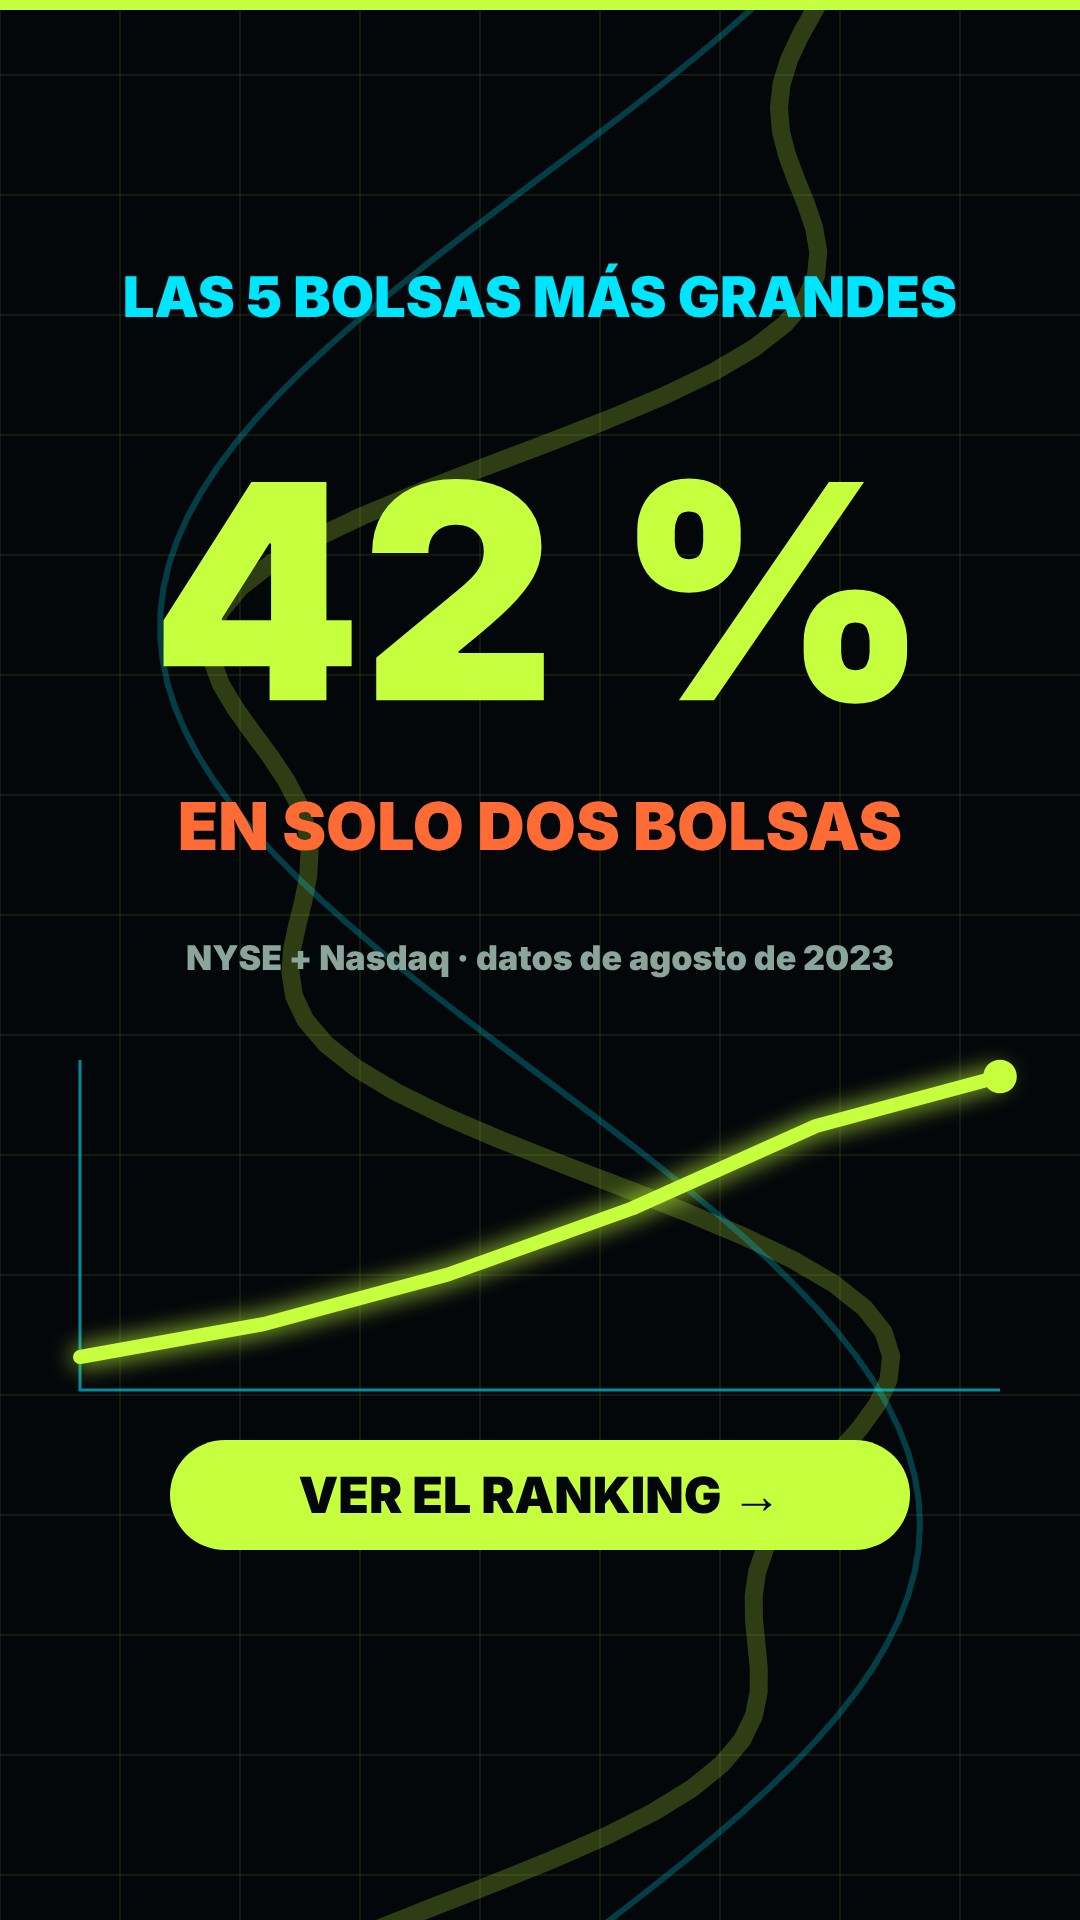 LAS 5 BOLSAS MÁS GRANDES
42 %
EN SOLO DOS BOLSAS
NYSE + Nasdaq · datos de agosto de 2023
VER EL RANKING →